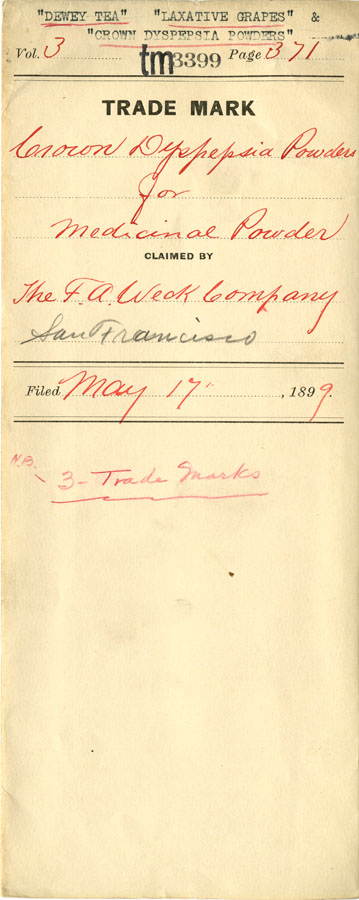 "DEWEY TEA" "LAXATIVE GRAPES" &
"CROWN DYSPEPSIA POWDERS"
Vol. 3 tm3399 Page 371
TRADE MARK
Crown Dyspepsia Powders
for
Medicinal Powder
CLAIMED BY
The F A Weck Company
San Francisco
Filed May 17 , 1899.
N.B.
3 - Trade Marks